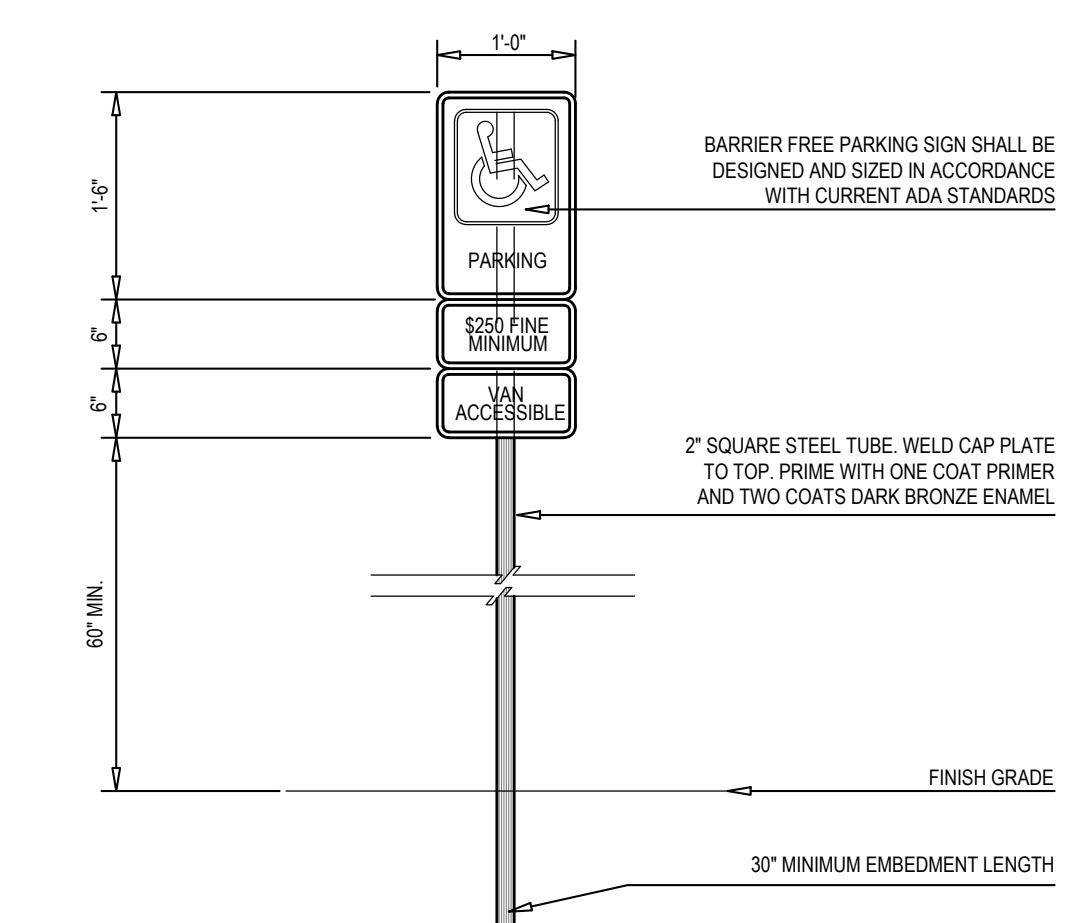 1'-0"
BARRIER FREE PARKING SIGN SHALL BE
DESIGNED AND SIZED IN ACCORDANCE
WITH CURRENT ADA STANDARDS
1'-6"
PARKING
6"
$250 FINE
MINIMUM
6"
VAN
ACCESSIBLE
2" SQUARE STEEL TUBE. WELD CAP PLATE
TO TOP. PRIME WITH ONE COAT PRIMER
AND TWO COATS DARK BRONZE ENAMEL
60" MIN.
FINISH GRADE
30" MINIMUM EMBEDMENT LENGTH